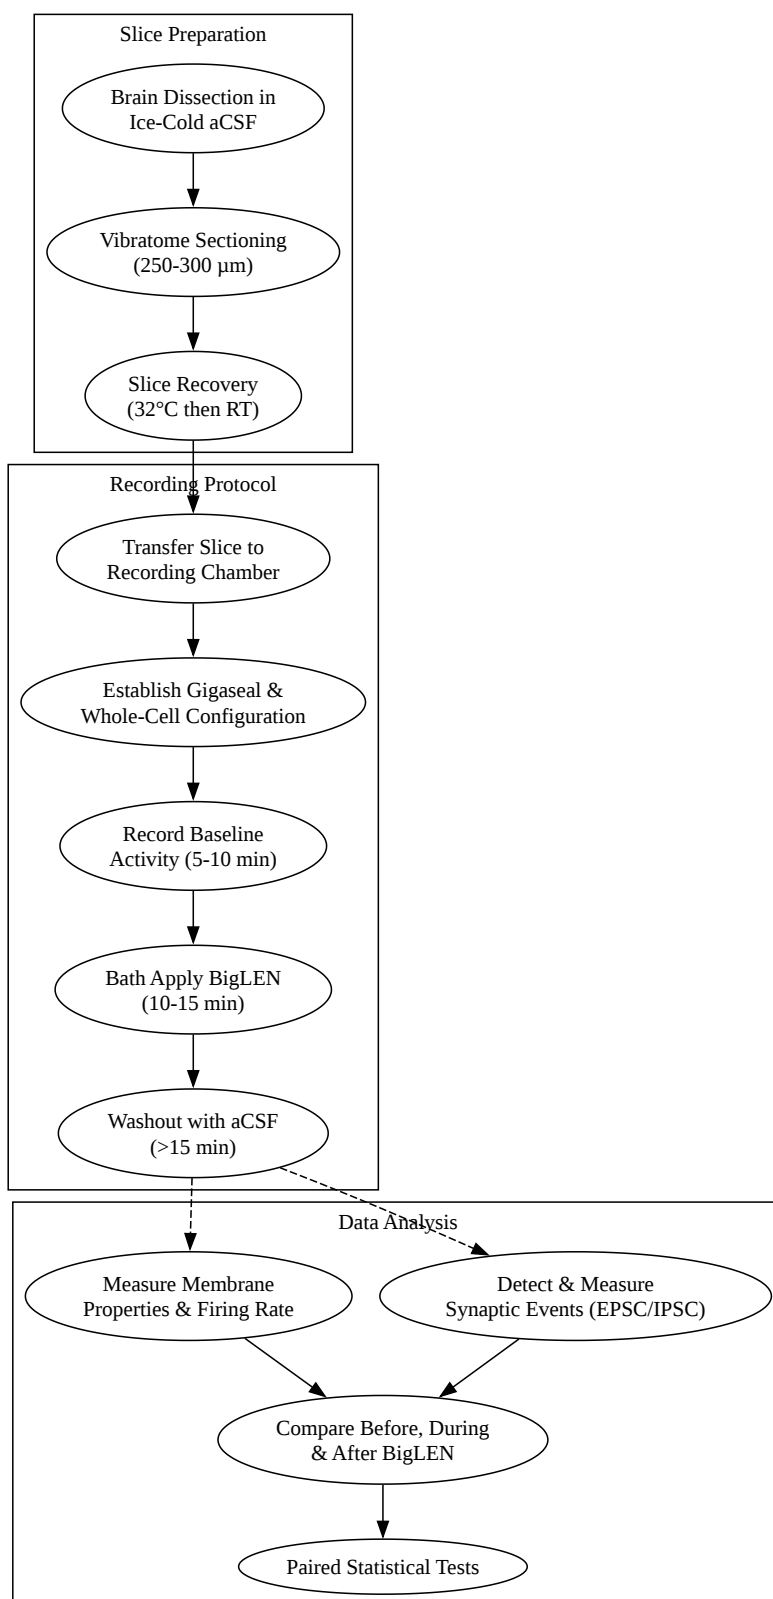 Slice Preparation
Brain Dissection in
Ice-Cold aCSF
Vibratome Sectioning
(250-300 µm)
Slice Recovery
(32°C then RT)
Recording Protocol
Transfer Slice to
Recording Chamber
Establish Gigaseal &
Whole-Cell Configuration
Record Baseline
Activity (5-10 min)
Bath Apply BigLEN
(10-15 min)
Washout with aCSF
(>15 min)
Data Analysis
Measure Membrane
Properties & Firing Rate
Detect & Measure
Synaptic Events (EPSC/IPSC)
Compare Before, During
& After BigLEN
Paired Statistical Tests